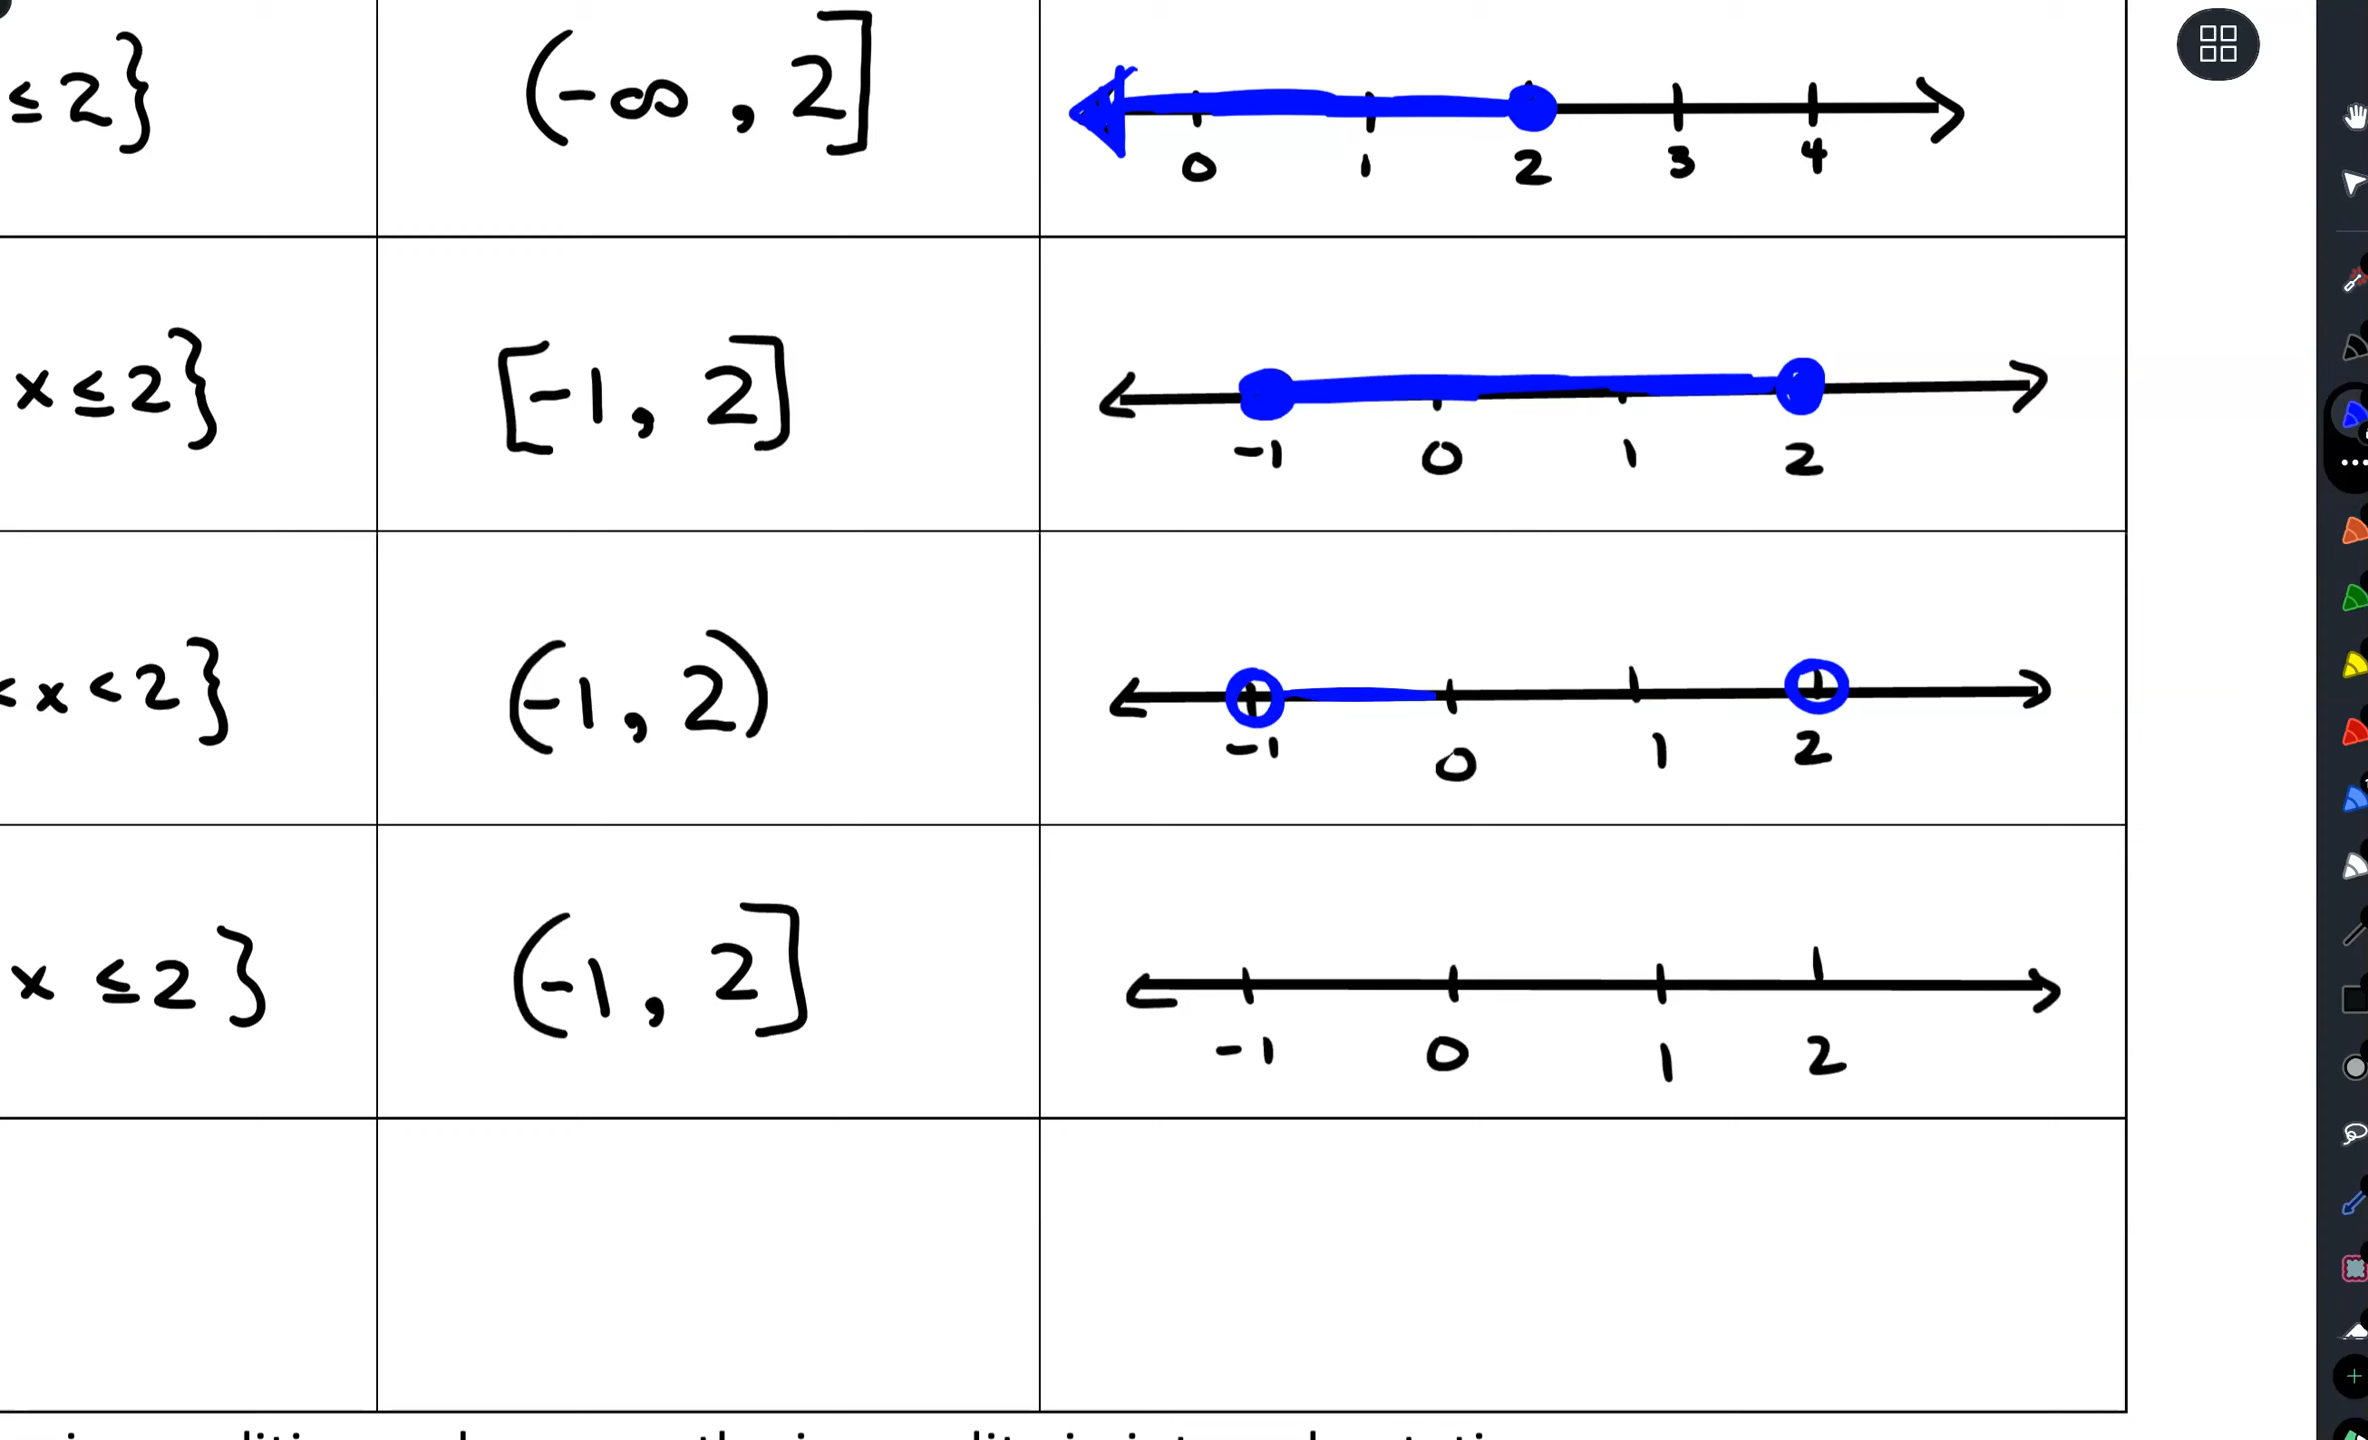 ≤ 2}
(-∞, 2]
0 1 2 3 4
x ≤ 2}
[-1, 2]
-1 0 1 2
< x < 2}
(-1, 2)
-1 0 1 2
x ≤ 2}
(-1, 2]
-1 0 1 2